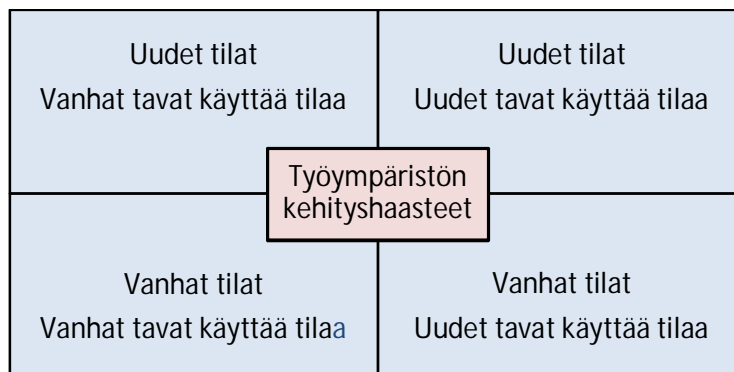 Uudet tilat
Vanhat tavat käyttää tilaa
Uudet tilat
Uudet tavat käyttää tilaa
Työympäristön
kehityshaasteet
Vanhat tilat
Vanhat tavat käyttää tilaa
Vanhat tilat
Uudet tavat käyttää tilaa